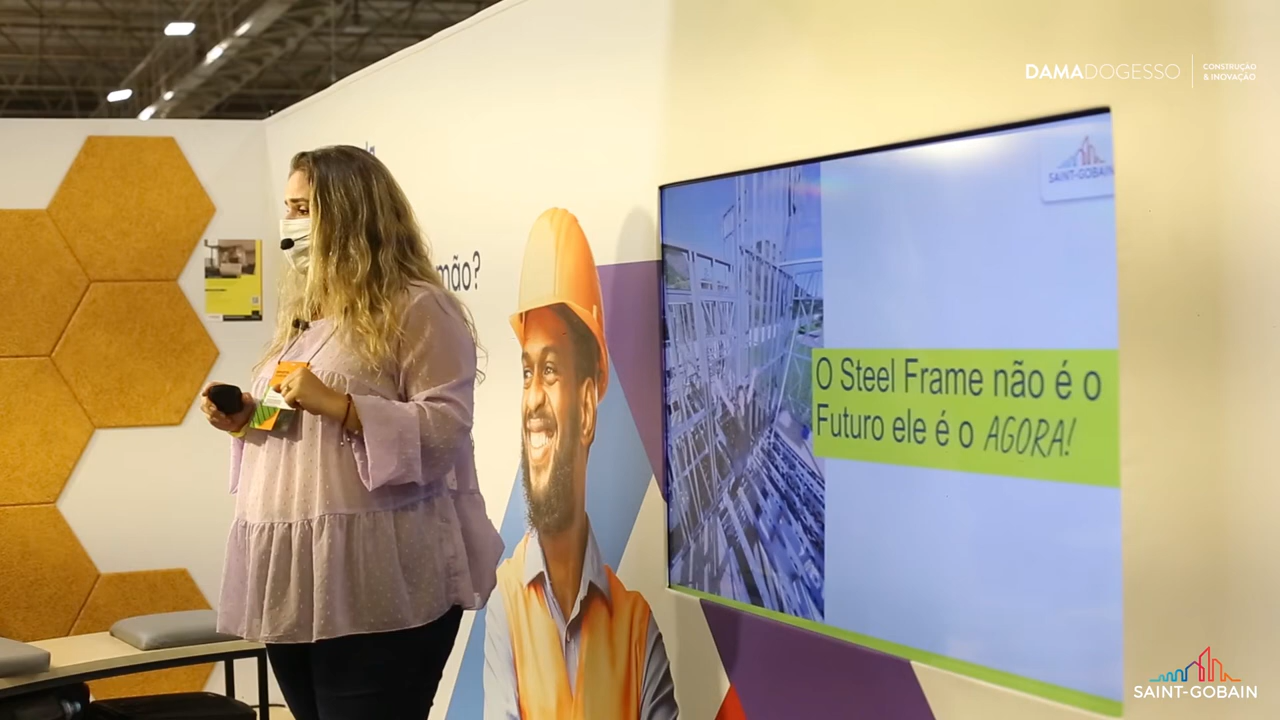 DAMADOGESSO
CONSTRUÇÃO
& INOVAÇÃO
SAINT-GOBAIN
mão?
O Steel Frame não é o
Futuro ele é o AGORA!
SAINT-GOBAIN